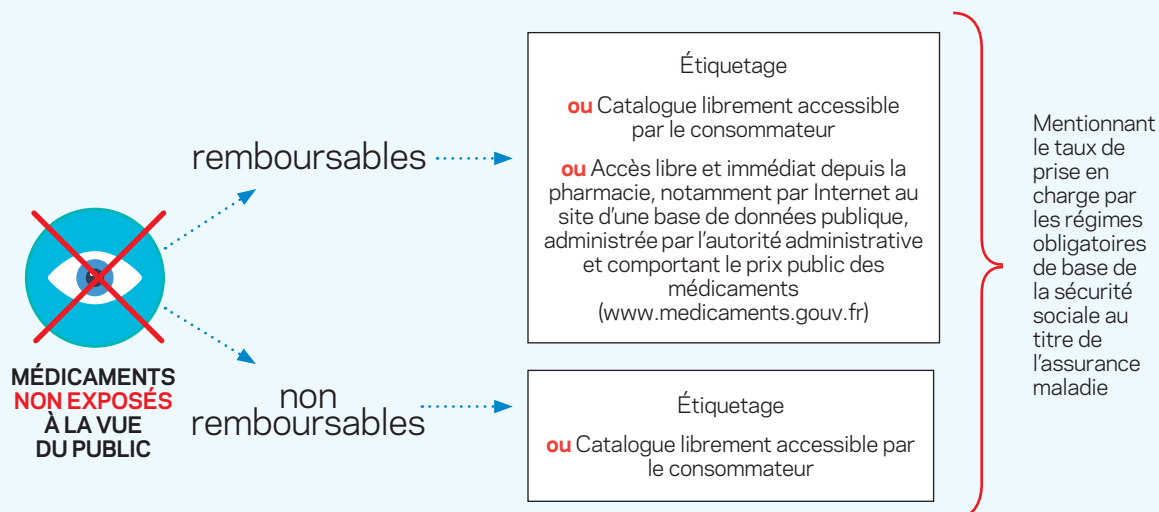 MÉDICAMENTS
NON EXPOSÉS
À LA VUE
DU PUBLIC
remboursables
Étiquetage
ou Catalogue librement accessible
par le consommateur
ou Accès libre et immédiat depuis la
pharmacie, notamment par Internet au
site d’une base de données publique,
administrée par l’autorité administrative
et comportant le prix public des
médicaments
(www.medicaments.gouv.fr)
non
remboursables
Étiquetage
ou Catalogue librement accessible par
le consommateur
Mentionnant
le taux de
prise en
charge par
les régimes
obligatoires
de base de
la sécurité
sociale au
titre de
l’assurance
maladie